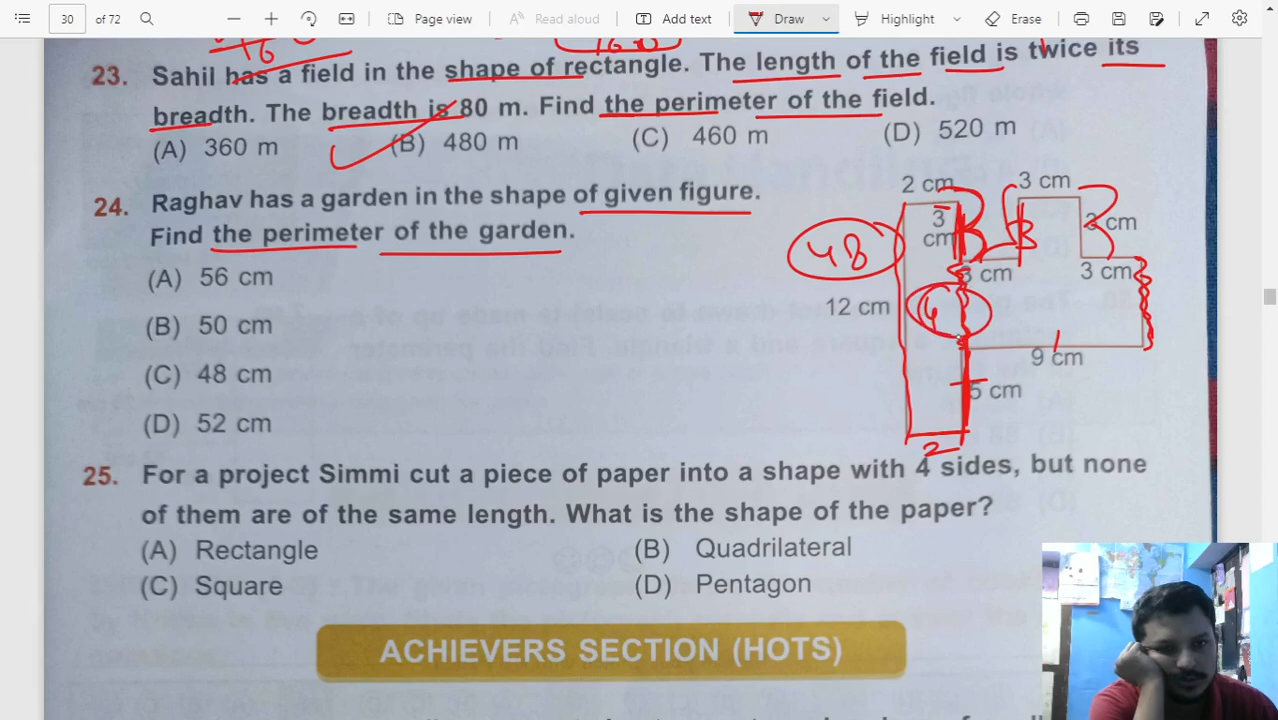 30 of 72 Page view Read aloud Add text Draw Highlight Erase
23. Sahil has a field in the shape of rectangle. The length of the field is twice its
breadth. The breadth is 80 m. Find the perimeter of the field.
(A) 360 m (B) 480 m (C) 460 m (D) 520 m
24. Raghav has a garden in the shape of given figure.
Find the perimeter of the garden.
(A) 56 cm
(B) 50 cm
(C) 48 cm
(D) 52 cm
2 cm 3 cm
3 cm 3 cm
3 cm 3 cm
48
12 cm 4
9 cm
5 cm
2
25. For a project Simmi cut a piece of paper into a shape with 4 sides, but none
of them are of the same length. What is the shape of the paper?
(A) Rectangle (B) Quadrilateral
(C) Square (D) Pentagon
ACHIEVERS SECTION (HOTS)